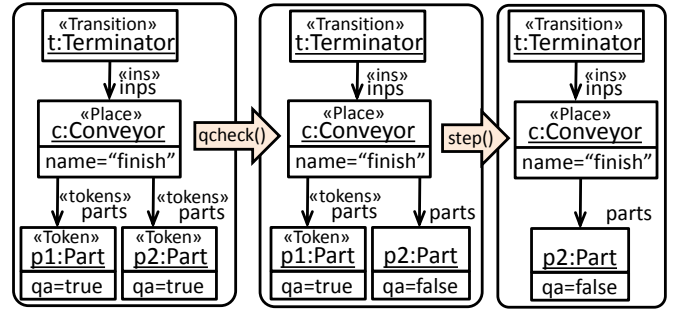 «Transition»
t:Terminator
«ins»
inps
«Place»
c:Conveyor
name="finish"
«tokens» «tokens»
parts parts
«Token» «Token»
p1:Part p2:Part
qa=true qa=true
qcheck()
«Transition»
t:Terminator
«ins»
inps
«Place»
c:Conveyor
name="finish"
«tokens»
parts parts
«Token»
p1:Part p2:Part
qa=true qa=false
step()
«Transition»
t:Terminator
«ins»
inps
«Place»
c:Conveyor
name="finish"
parts
p2:Part
qa=false